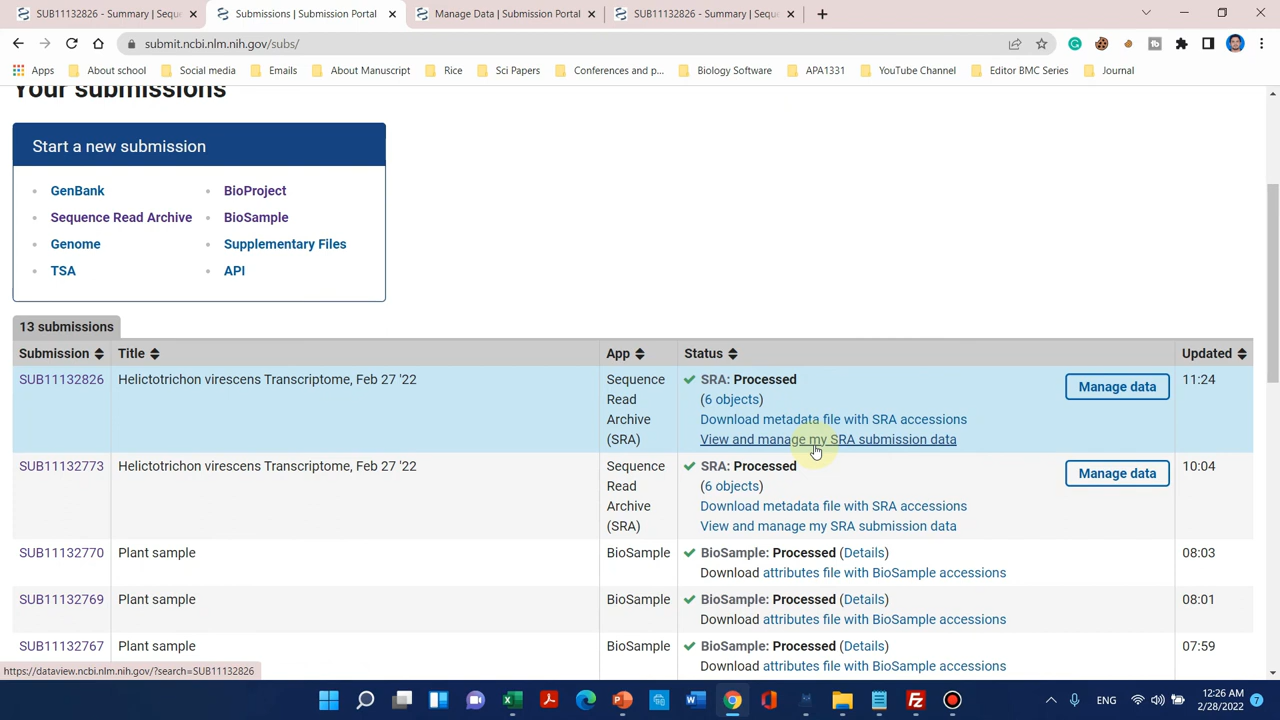 SUB11132826 - Summary | Seque
Submissions | Submission Portal
Manage Data | Submission Portal
SUB11132826 - Summary | Seque
submit.ncbi.nlm.nih.gov/subs/
Apps
About school
Social media
Emails
About Manuscript
Rice
Sci Papers
Conferences and p...
Biology Software
APA1331
YouTube Channel
Editor BMC Series
Journal
Your submissions
Start a new submission
GenBank
BioProject
Sequence Read Archive
BioSample
Genome
Supplementary Files
TSA
API
13 submissions
Submission Title App Status Updated
SUB11132826 Helictotrichon virescens Transcriptome, Feb 27 '22 Sequence SRA: Processed Manage data 11:24
Read (6 objects)
Archive Download metadata file with SRA accessions
(SRA) View and manage my SRA submission data
SUB11132773 Helictotrichon virescens Transcriptome, Feb 27 '22 Sequence SRA: Processed Manage data 10:04
Read (6 objects)
Archive Download metadata file with SRA accessions
(SRA) View and manage my SRA submission data
SUB11132770 Plant sample BioSample BioSample: Processed (Details) 08:03
Download attributes file with BioSample accessions
SUB11132769 Plant sample BioSample BioSample: Processed (Details) 08:01
Download attributes file with BioSample accessions
SUB11132767 Plant sample BioSample BioSample: Processed (Details) 07:59
Download attributes file with BioSample accessions
https://dataview.ncbi.nlm.nih.gov/?search=SUB11132826
ENG
12:26 AM
2/28/2022
7